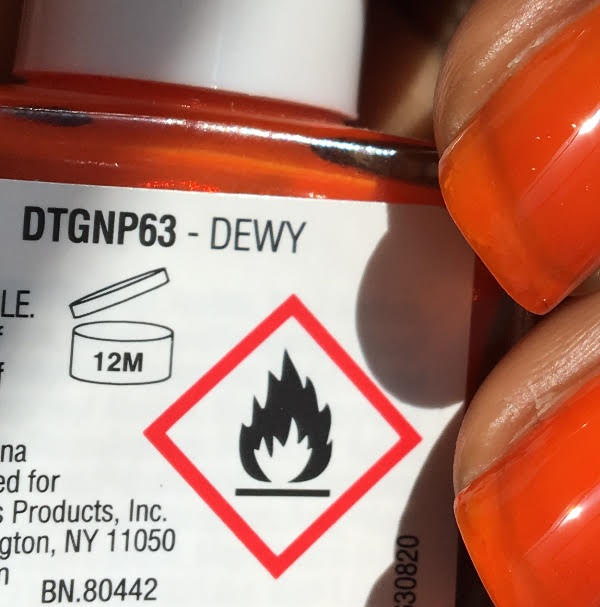 DTGNP63 - DEWY
LE.
f
12M
f
na
ed for
s Products, Inc.
gton, NY 11050
n
BN.80442
30820